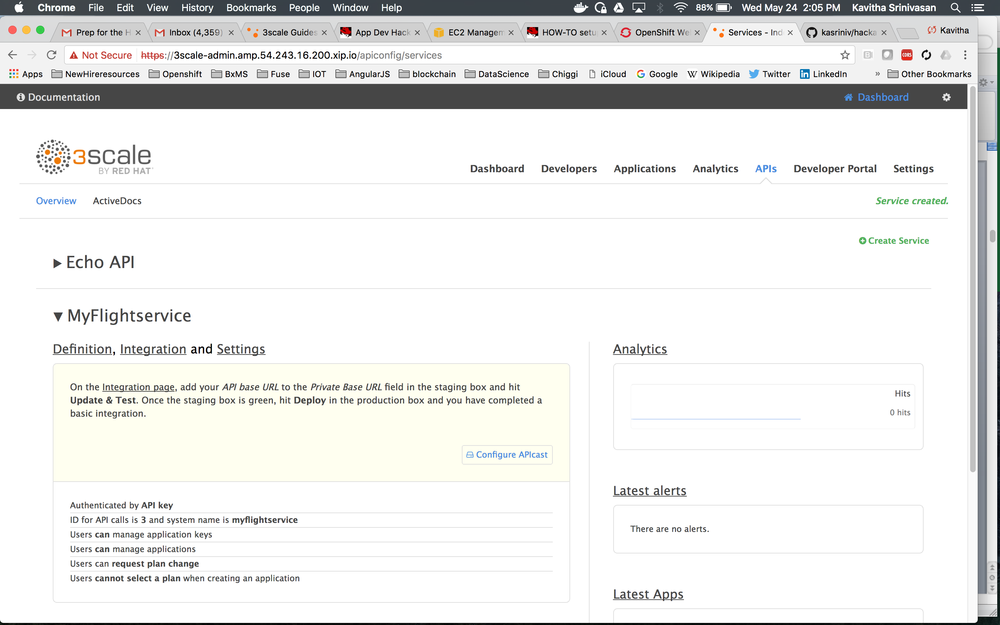 Chrome File Edit View History Bookmarks People Window Help 88% Wed May 24 2:05 PM Kavitha Srinivasan
Prep for the H Inbox (4,359) 3scale Guides App Dev Hack EC2 Managem HOW-TO setu OpenShift We Services - Ind kasriniv/hacka Kavitha
Not Secure https://3scale-admin.amp.54.243.16.200.xip.io/apiconfig/services CORS
Apps NewHireresources Openshift BxMS Fuse IOT AngularJS blockchain DataScience Chiggi iCloud Google Wikipedia Twitter LinkedIn » Other Bookmarks
Documentation Dashboard
3scale
BY RED HAT
Dashboard Developers Applications Analytics APIs Developer Portal Settings
Overview ActiveDocs Service created.
Create Service
Echo API
MyFlightservice
Definition, Integration and Settings
On the Integration page, add your API base URL to the Private Base URL field in the staging box and hit
Update & Test. Once the staging box is green, hit Deploy in the production box and you have completed a
basic integration.
Configure APIcast
Authenticated by API key
ID for API calls is 3 and system name is myflightservice
Users can manage application keys
Users can manage applications
Users can request plan change
Users cannot select a plan when creating an application
Analytics
Hits
0 hits
Latest alerts
There are no alerts.
Latest Apps